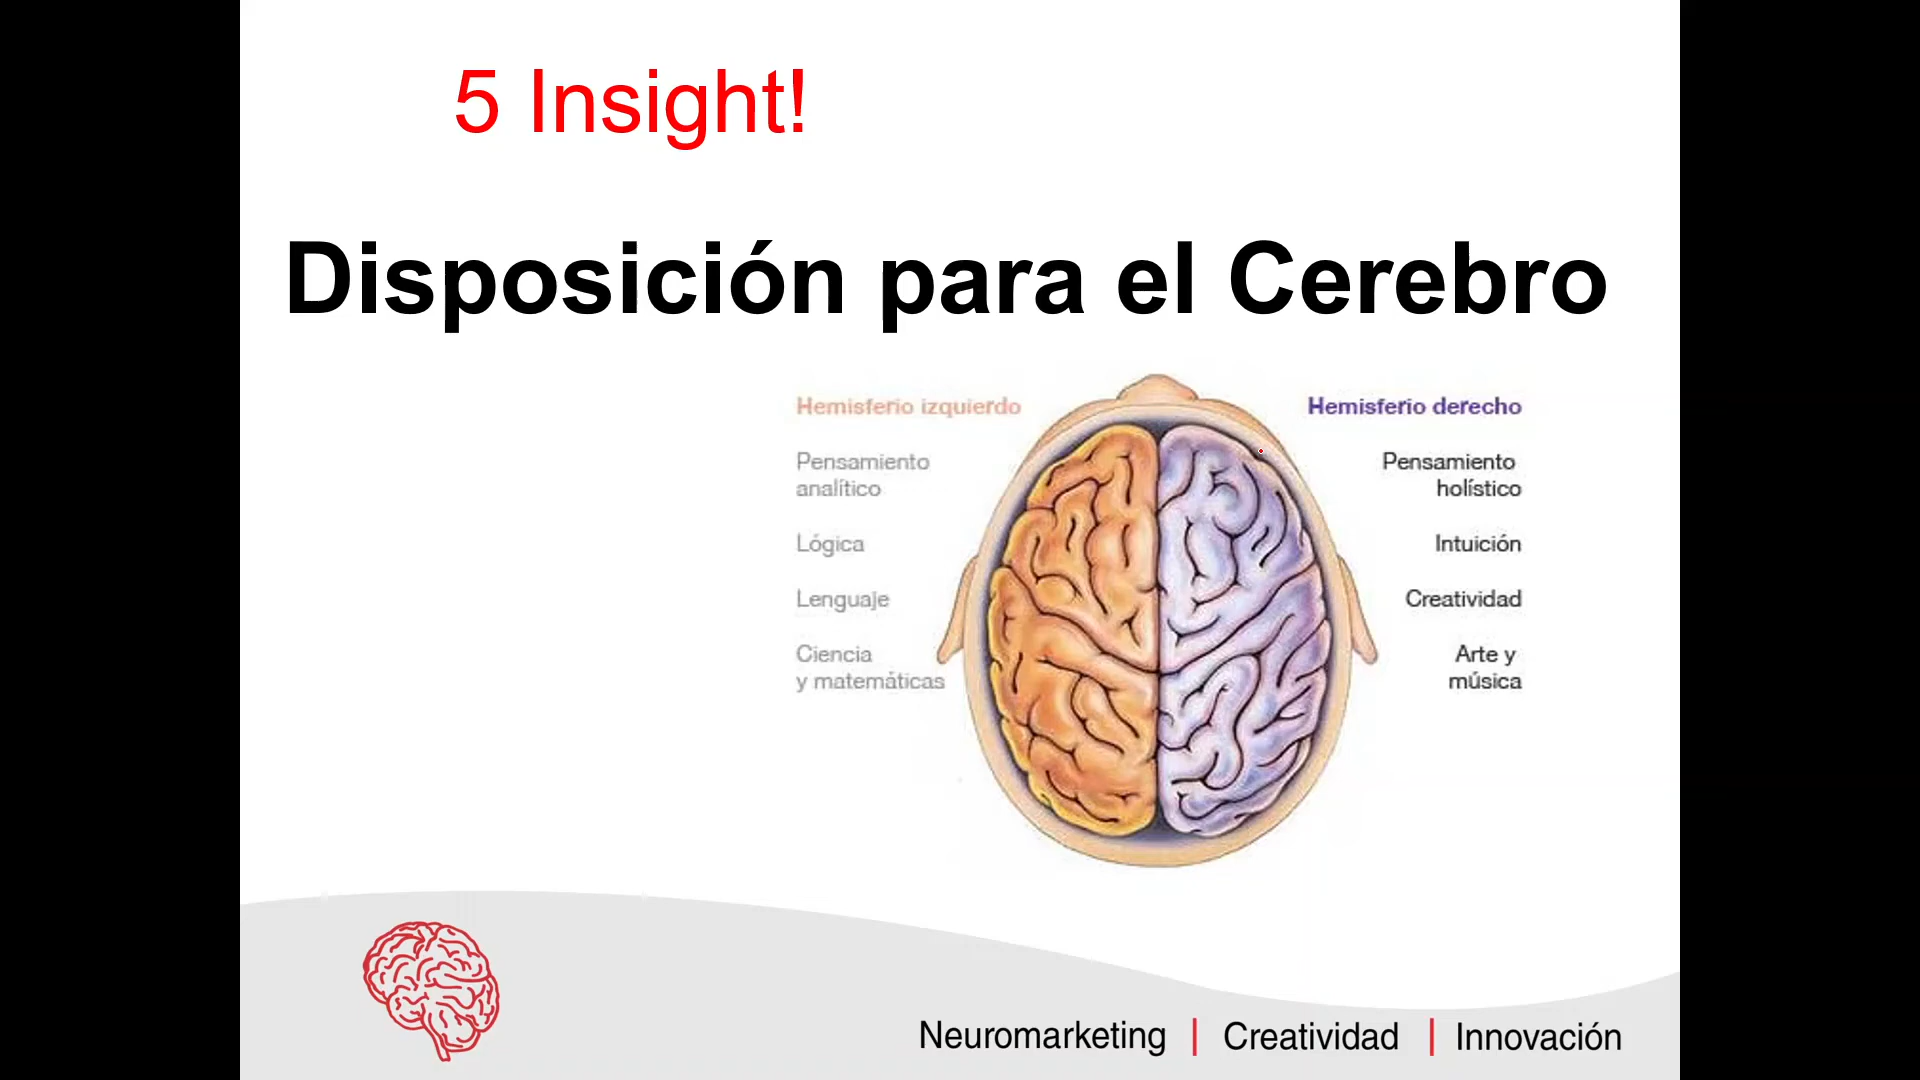 5 Insight!
Disposición para el Cerebro
Hemisferio izquierdo
Pensamiento
analítico
Lógica
Lenguaje
Ciencia
y matemáticas
Hemisferio derecho
Pensamiento
holístico
Intuición
Creatividad
Arte y
música
Neuromarketing | Creatividad | Innovación